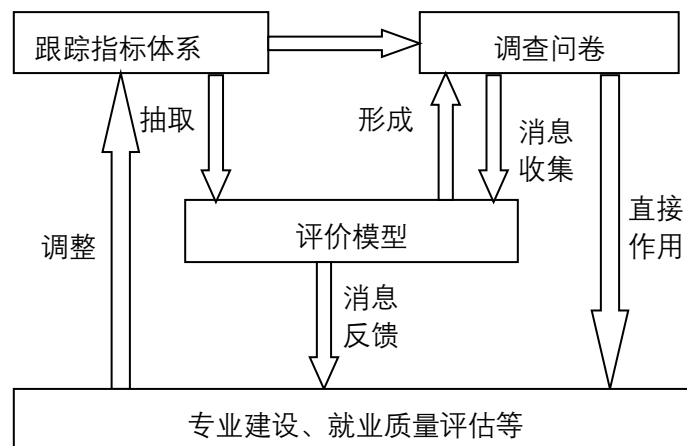 跟踪指标体系
调查问卷
抽取
形成
消息
收集
直接
作用
评价模型
调整
消息
反馈
专业建设、就业质量评估等